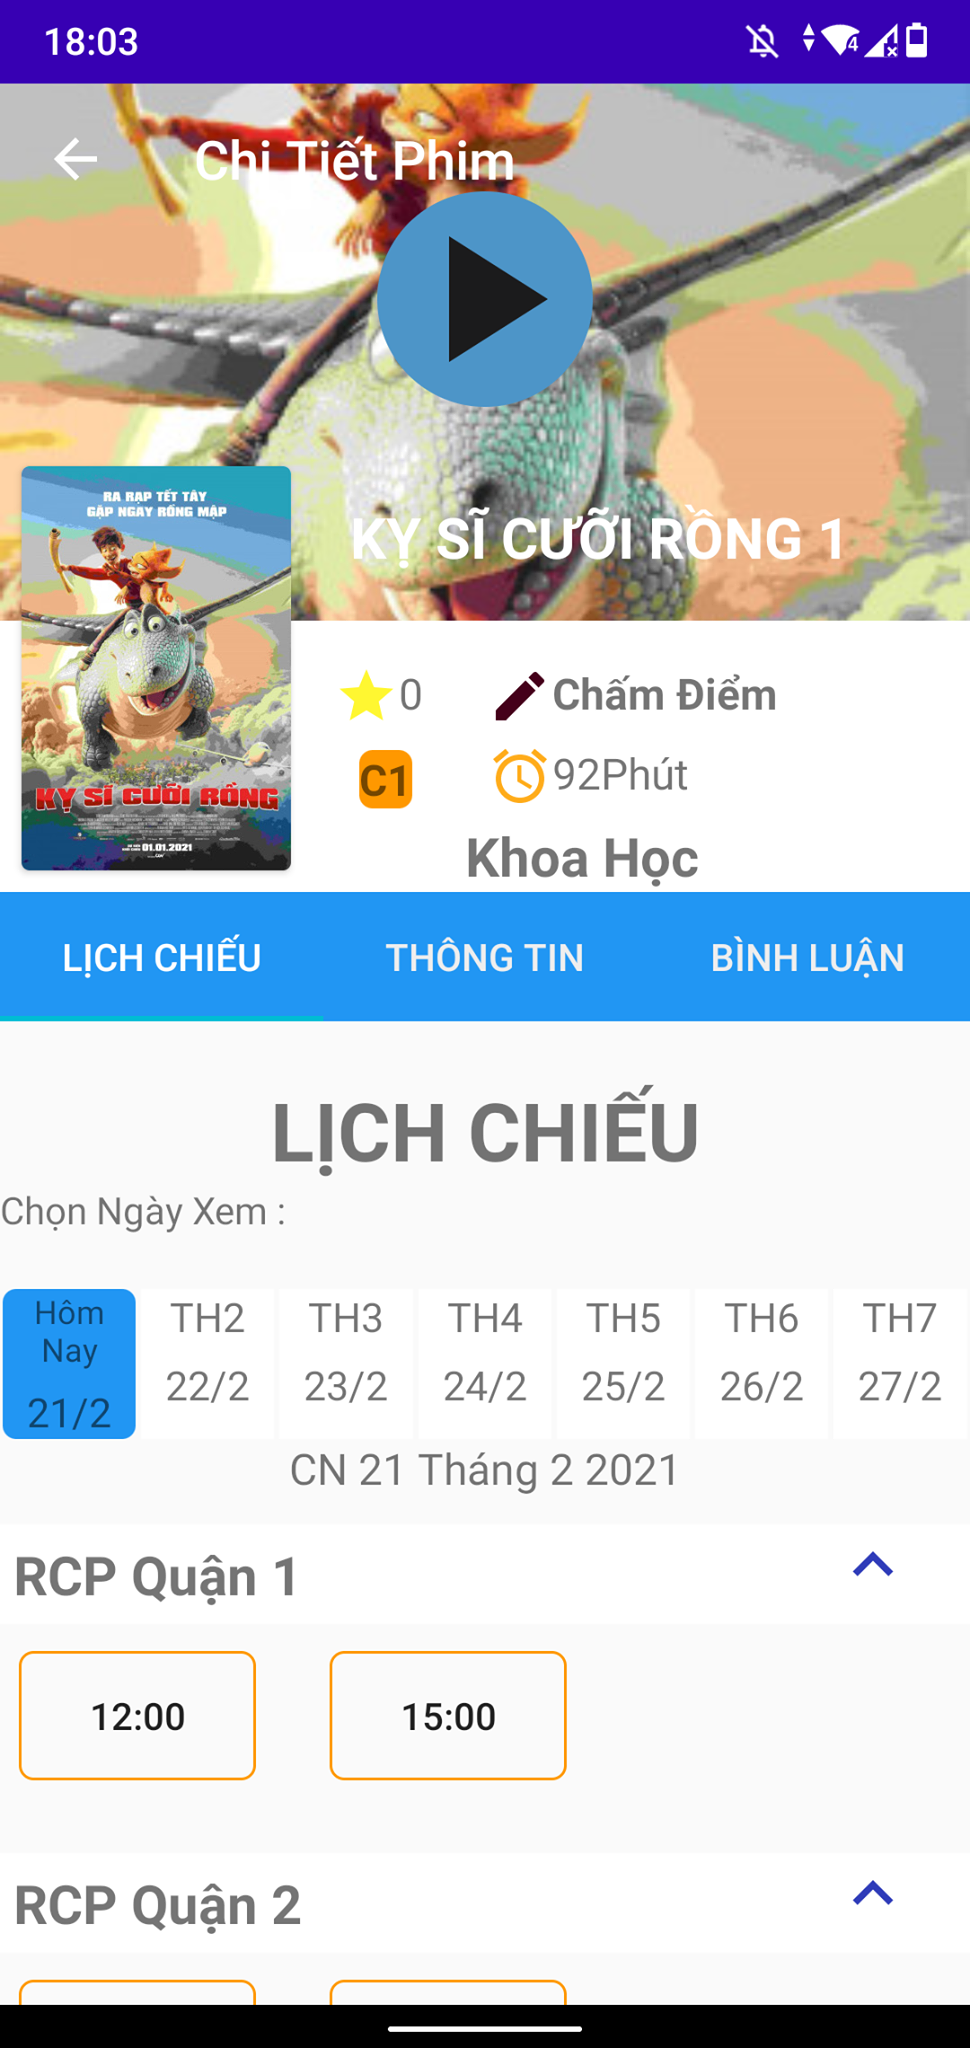 18:03
4
Chi Tiết Phim
RA RẠP TẾT TÂY
GẶP NGAY RỒNG MẬP
KỴ SĨ CƯỠI RỒNG
01.01.2021
KỴ SĨ CƯỠI RỒNG 1
0
Chấm Điểm
C1
92Phút
Khoa Học
LỊCH CHIẾU
THÔNG TIN
BÌNH LUẬN
LỊCH CHIẾU
Chọn Ngày Xem :
Hôm
Nay
21/2
TH2
22/2
TH3
23/2
TH4
24/2
TH5
25/2
TH6
26/2
TH7
27/2
CN 21 Tháng 2 2021
RCP Quận 1
12:00
15:00
RCP Quận 2